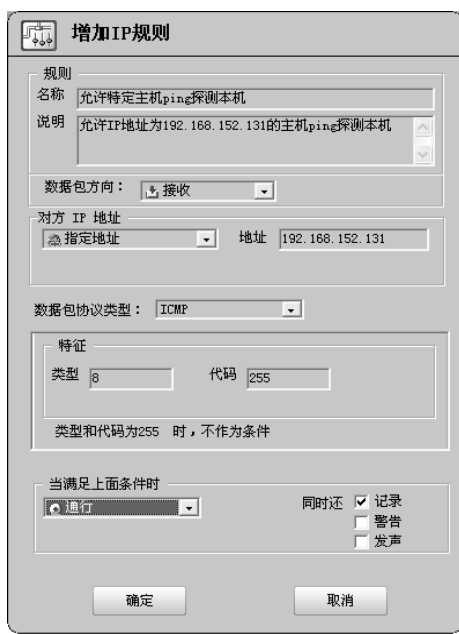 增加IP规则
规则
名称 允许特定主机ping探测本机
说明 允许IP地址为192.168.152.131的主机ping探测本机
数据包方向： 接收
对方 IP 地址
指定地址 地址 192.168.152.131
数据包协议类型： ICMP
特征
类型 8 代码 255
类型和代码为255 时，不作为条件
当满足上面条件时
通行 同时还 记录
警告
发声
确定 取消